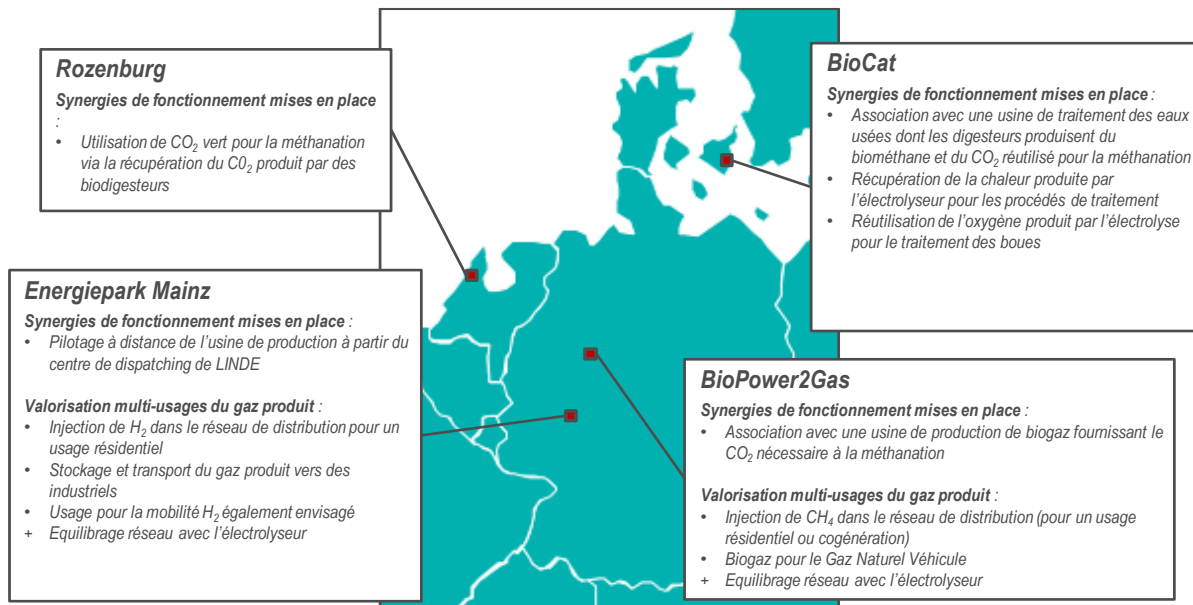 Rozenburg
Synergies de fonctionnement mises en place
:
• Utilisation de CO2 vert pour la méthanation
via la récupération du C02 produit par des
biodigesteurs
BioCat
Synergies de fonctionnement mises en place :
• Association avec une usine de traitement des eaux
usées dont les digesteurs produisent du
biométhane et du CO2 réutilisé pour la méthanation
• Récupération de la chaleur produite par
l’électrolyseur pour les procédés de traitement
• Réutilisation de l’oxygène produit par l’électrolyse
pour le traitement des boues
Energiepark Mainz
Synergies de fonctionnement mises en place :
• Pilotage à distance de l’usine de production à partir du
centre de dispatching de LINDE
Valorisation multi-usages du gaz produit :
• Injection de H2 dans le réseau de distribution pour un
usage résidentiel
• Stockage et transport du gaz produit vers des
industriels
• Usage pour la mobilité H2 également envisagé
+ Equilibrage réseau avec l’électrolyseur
BioPower2Gas
Synergies de fonctionnement mises en place :
• Association avec une usine de production de biogaz fournissant le
CO2 nécessaire à la méthanation
Valorisation multi-usages du gaz produit :
• Injection de CH4 dans le réseau de distribution (pour un usage
résidentiel ou cogénération)
• Biogaz pour le Gaz Naturel Véhicule
+ Equilibrage réseau avec l’électrolyseur